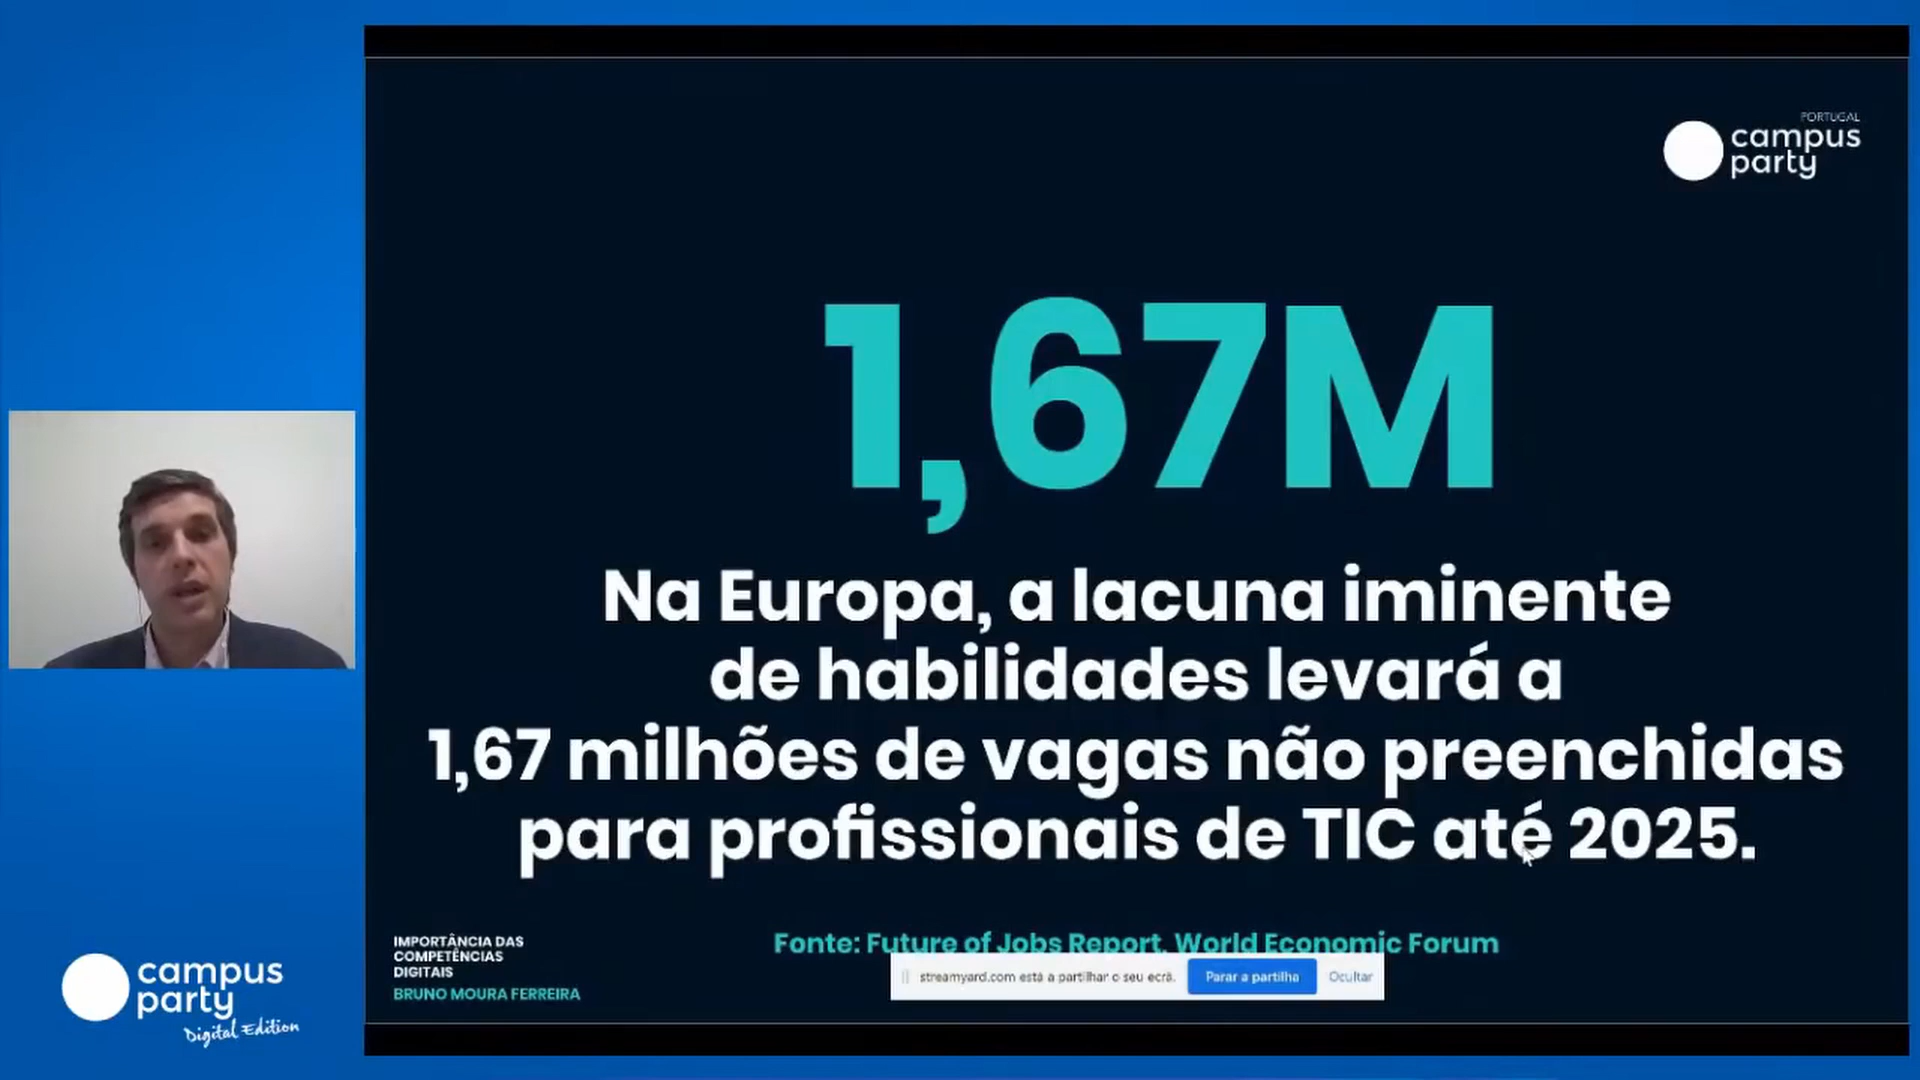 PORTUGAL
campus
party
1,67M
Na Europa, a lacuna iminente
de habilidades levará a
1,67 milhões de vagas não preenchidas
para profissionais de TIC até 2025.
Fonte: Future of Jobs Report, World Economic Forum
streamyard.com está a partilhar o seu ecrã.
Parar a partilha
Ocultar
IMPORTÂNCIA DAS
COMPETÊNCIAS
DIGITAIS
BRUNO MOURA FERREIRA
campus
party
Digital Edition